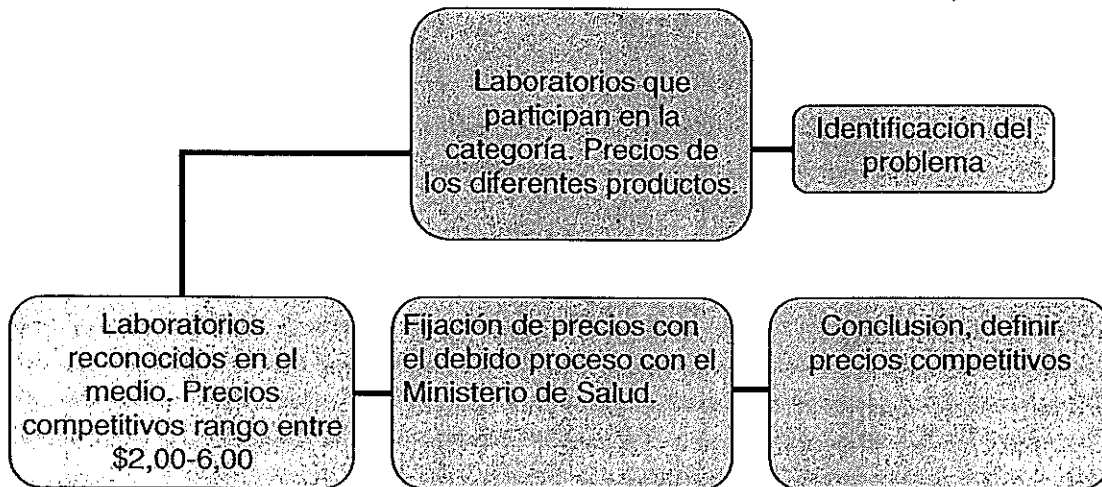 Laboratorios que
participan en la
categoría. Precios de
los diferentes productos.
Identificación del
problema
Laboratorios
reconocidos en el
medio. Precios
competitivos rango entre
$2,00-6,00
Fijación de precios con
el debido proceso con el
Ministerio de Salud.
Conclusión, definir
precios competitivos